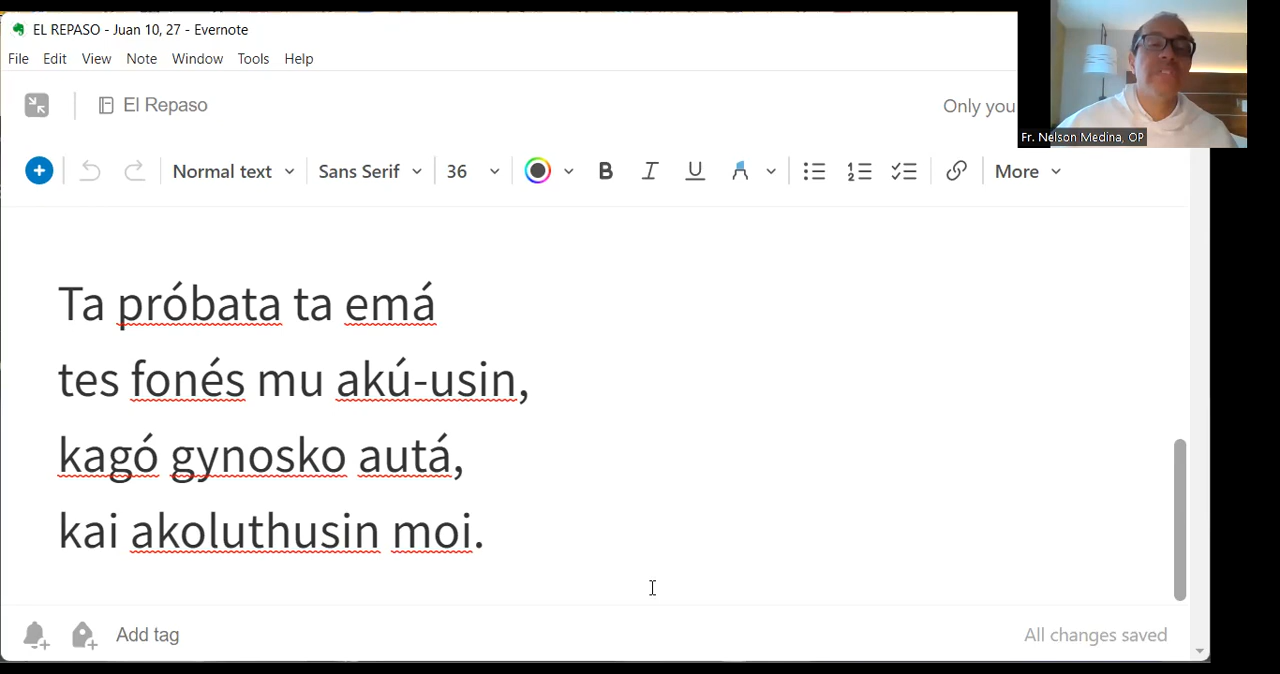 EL REPASO - Juan 10, 27 - Evernote
File Edit View Note Window Tools Help
El Repaso
Only you
Fr. Nelson Medina, OP
Normal text Sans Serif 36 B I U A More
Ta próbata ta emá
tes fonés mu akú-usin,
kagó gynosko autá,
kai akoluthusin moi.
Add tag
All changes saved